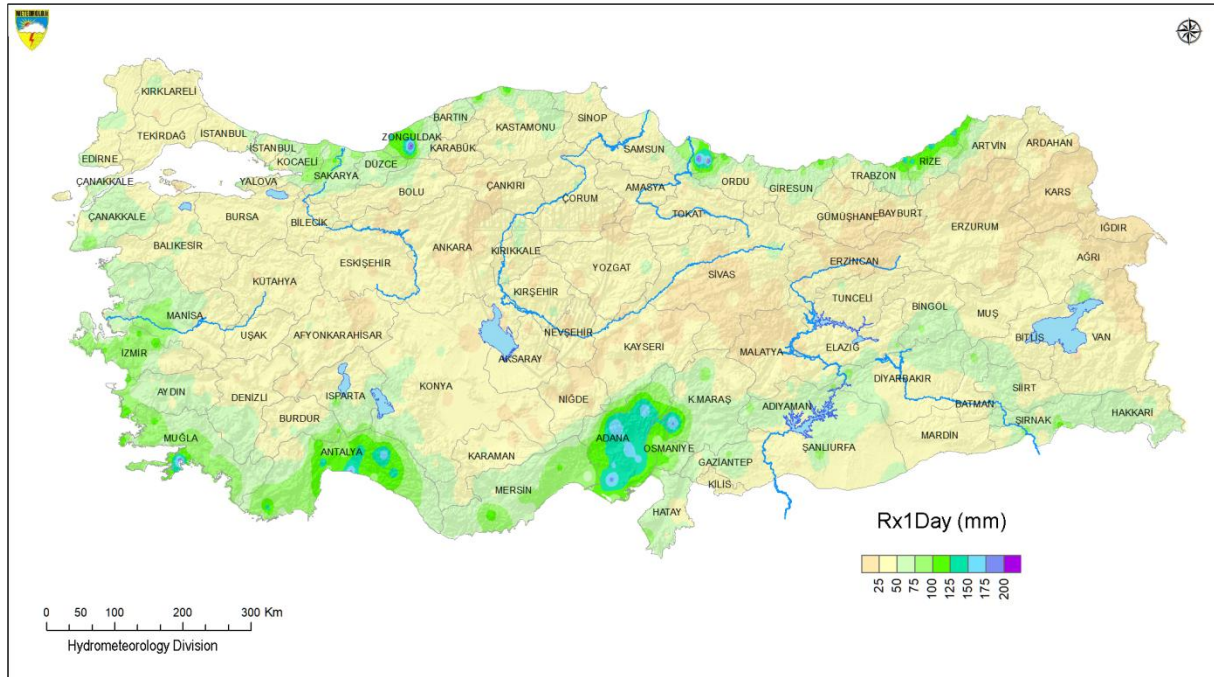 METEOROLOJİ
KIRKLARELİ
TEKİRDAĞ
İSTANBUL
EDİRNE
İSTANBUL
KOCAELİ
SAKARYA
DÜZCE
ZONGULDAK
BARTIN
KARABÜK
KASTAMONU
SİNOP
SAMSUN
ORDU
GİRESUN
TRABZON
RİZE
ARTVİN
ARDAHAN
KARS
ÇANAKKALE
ÇANAKKALE
YALOVA
BURSA
BİLECİK
BOLU
ÇANKIRI
ÇORUM
AMASYA
TOKAT
GÜMÜŞHANE
BAYBURT
ERZURUM
IĞDIR
AĞRI
BALIKESİR
KÜTAHYA
ESKİŞEHİR
ANKARA
KIRIKKALE
YOZGAT
SİVAS
ERZİNCAN
TUNCELİ
BİNGÖL
MUŞ
BİTLİS
VAN
MANİSA
UŞAK
AFYONKARAHİSAR
KIRŞEHİR
NEVŞEHİR
AKSARAY
KAYSERİ
MALATYA
ELAZIĞ
DİYARBAKIR
SİİRT
BATMAN
ŞIRNAK
HAKKARİ
İZMİR
AYDIN
DENİZLİ
BURDUR
ISPARTA
KONYA
NİĞDE
K.MARAŞ
ADIYAMAN
MARDİN
MUĞLA
ANTALYA
KARAMAN
ADANA
OSMANİYE
ŞANLIURFA
GAZİANTEP
KİLİS
MERSİN
HATAY
Rx1Day (mm)
25 50 75 100 125 150 175 200
0 50 100 200 300 Km
Hydrometeorology Division